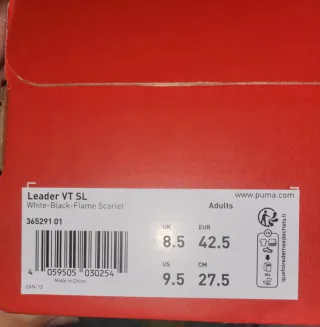 Leader VT SL
White-Black-Flame Scarlet
365291 01
www.puma.com
Adults
UK EUR
8.5 42.5
US CM
9.5 27.5
4 059505 030254
Made in China
EAN-13
quefairedemesdechets.fr